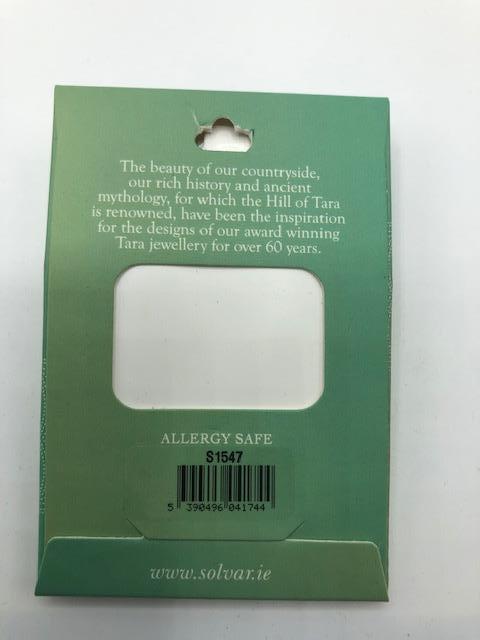 The beauty of our countryside,
our rich history and ancient
mythology, for which the Hill of Tara
is renowned, have been the inspiration
for the designs of our award winning
Tara jewellery for over 60 years.
ALLERGY SAFE
S1547
5 390496 041744
www.solvar.ie